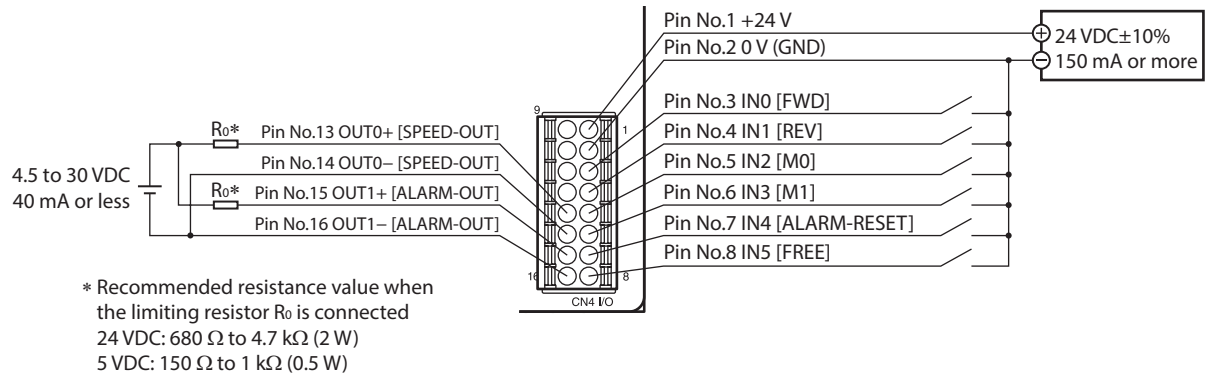 Pin No.1 +24 V
Pin No.2 0 V (GND)
24 VDC±10%
150 mA or more
Pin No.3 IN0 [FWD]
Pin No.4 IN1 [REV]
Pin No.5 IN2 [M0]
Pin No.6 IN3 [M1]
Pin No.7 IN4 [ALARM-RESET]
Pin No.8 IN5 [FREE]
9
1
16
8
CN4 I/O
R₀*
Pin No.13 OUT0+ [SPEED-OUT]
Pin No.14 OUT0− [SPEED-OUT]
R₀*
Pin No.15 OUT1+ [ALARM-OUT]
Pin No.16 OUT1− [ALARM-OUT]
4.5 to 30 VDC
40 mA or less
* Recommended resistance value when
the limiting resistor R₀ is connected
24 VDC: 680 Ω to 4.7 kΩ (2 W)
5 VDC: 150 Ω to 1 kΩ (0.5 W)